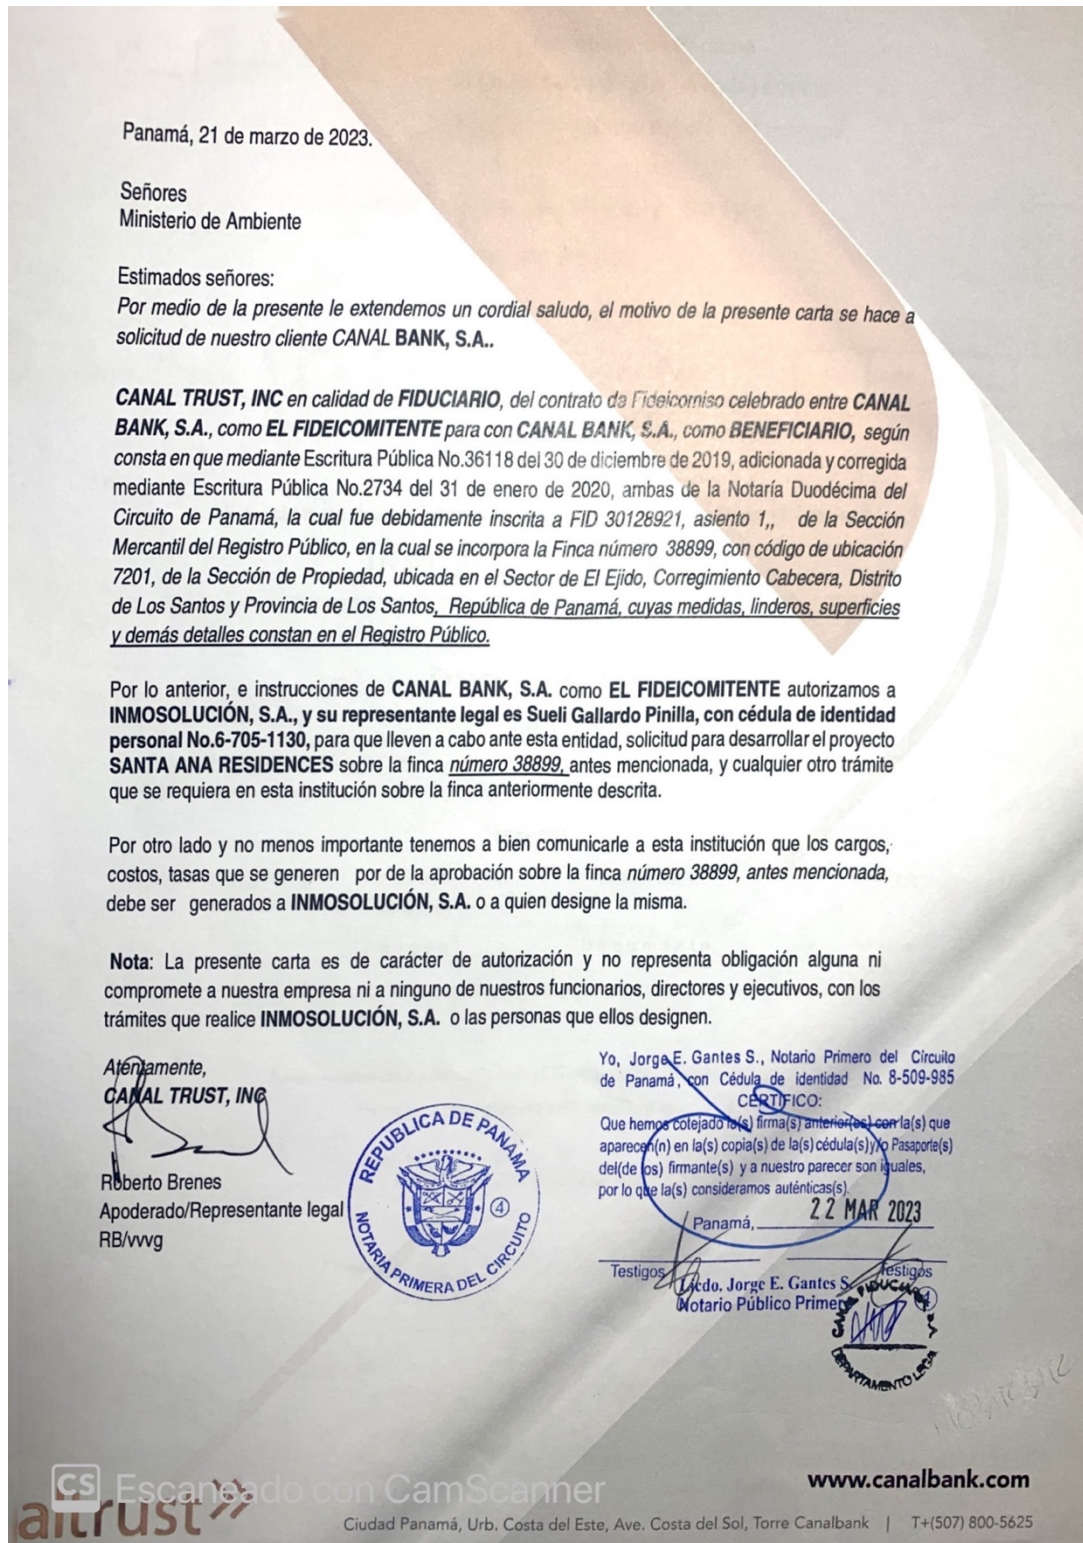 Panamá, 21 de marzo de 2023.
Señores
Ministerio de Ambiente
Estimados señores:
Por medio de la presente le extendemos un cordial saludo, el motivo de la presente carta se hace a
solicitud de nuestro cliente CANAL BANK, S.A..
CANAL TRUST, INC en calidad de FIDUCIARIO, del contrato de Fideicomiso celebrado entre CANAL
BANK, S.A., como EL FIDEICOMITENTE para con CANAL BANK, S.A., como BENEFICIARIO, según
consta en que mediante Escritura Pública No.36118 del 30 de diciembre de 2019, adicionada y corregida
mediante Escritura Pública No.2734 del 31 de enero de 2020, ambas de la Notaría Duodécima del
Circuito de Panamá, la cual fue debidamente inscrita a FID 30128921, asiento 1,, de la Sección
Mercantil del Registro Público, en la cual se incorpora la Finca número 38899, con código de ubicación
7201, de la Sección de Propiedad, ubicada en el Sector de El Ejido, Corregimiento Cabecera, Distrito
de Los Santos y Provincia de Los Santos, República de Panamá, cuyas medidas, linderos, superficies
y demás detalles constan en el Registro Público.
Por lo anterior, e instrucciones de CANAL BANK, S.A. como EL FIDEICOMITENTE autorizamos a
INMOSOLUCIÓN, S.A., y su representante legal es Sueli Gallardo Pinilla, con cédula de identidad
personal No.6-705-1130, para que lleven a cabo ante esta entidad, solicitud para desarrollar el proyecto
SANTA ANA RESIDENCES sobre la finca número 38899, antes mencionada, y cualquier otro trámite
que se requiera en esta institución sobre la finca anteriormente descrita.
Por otro lado y no menos importante tenemos a bien comunicarle a esta institución que los cargos,
costos, tasas que se generen por de la aprobación sobre la finca número 38899, antes mencionada,
debe ser generados a INMOSOLUCIÓN, S.A. o a quien designe la misma.
Nota: La presente carta es de carácter de autorización y no representa obligación alguna ni
compromete a nuestra empresa ni a ninguno de nuestros funcionarios, directores y ejecutivos, con los
trámites que realice INMOSOLUCIÓN, S.A. o las personas que ellos designen.
Atentamente,
CANAL TRUST, INC
Roberto Brenes
Apoderado/Representante legal
RB/vvvg
REPUBLICA DE PANAMA
NOTARIA PRIMERA DEL CIRCUITO
4
Yo, Jorge E. Gantes S., Notario Primero del Círcuito
de Panamá, con Cédula de identidad No. 8-509-985
CERTIFICO:
Que hemos cotejado la(s) firma(s) anterior(es) con la(s) que
aparecen(n) en la(s) copia(s) de la(s) cédula(s)y/o Pasaporte(s)
del(de los) firmante(s) y a nuestro parecer son iguales,
por lo que la(s) consideramos auténticas(s).
22 MAR 2023
Panamá,
Testigos Testigos
Licdo. Jorge E. Gantes S.
Notario Público Primero
4
DEPARTAMENTO LEGAL
CS Escaneado con CamScanner
altrust
www.canalbank.com
Ciudad Panamá, Urb. Costa del Este, Ave. Costa del Sol, Torre Canalbank | T+(507) 800-5625